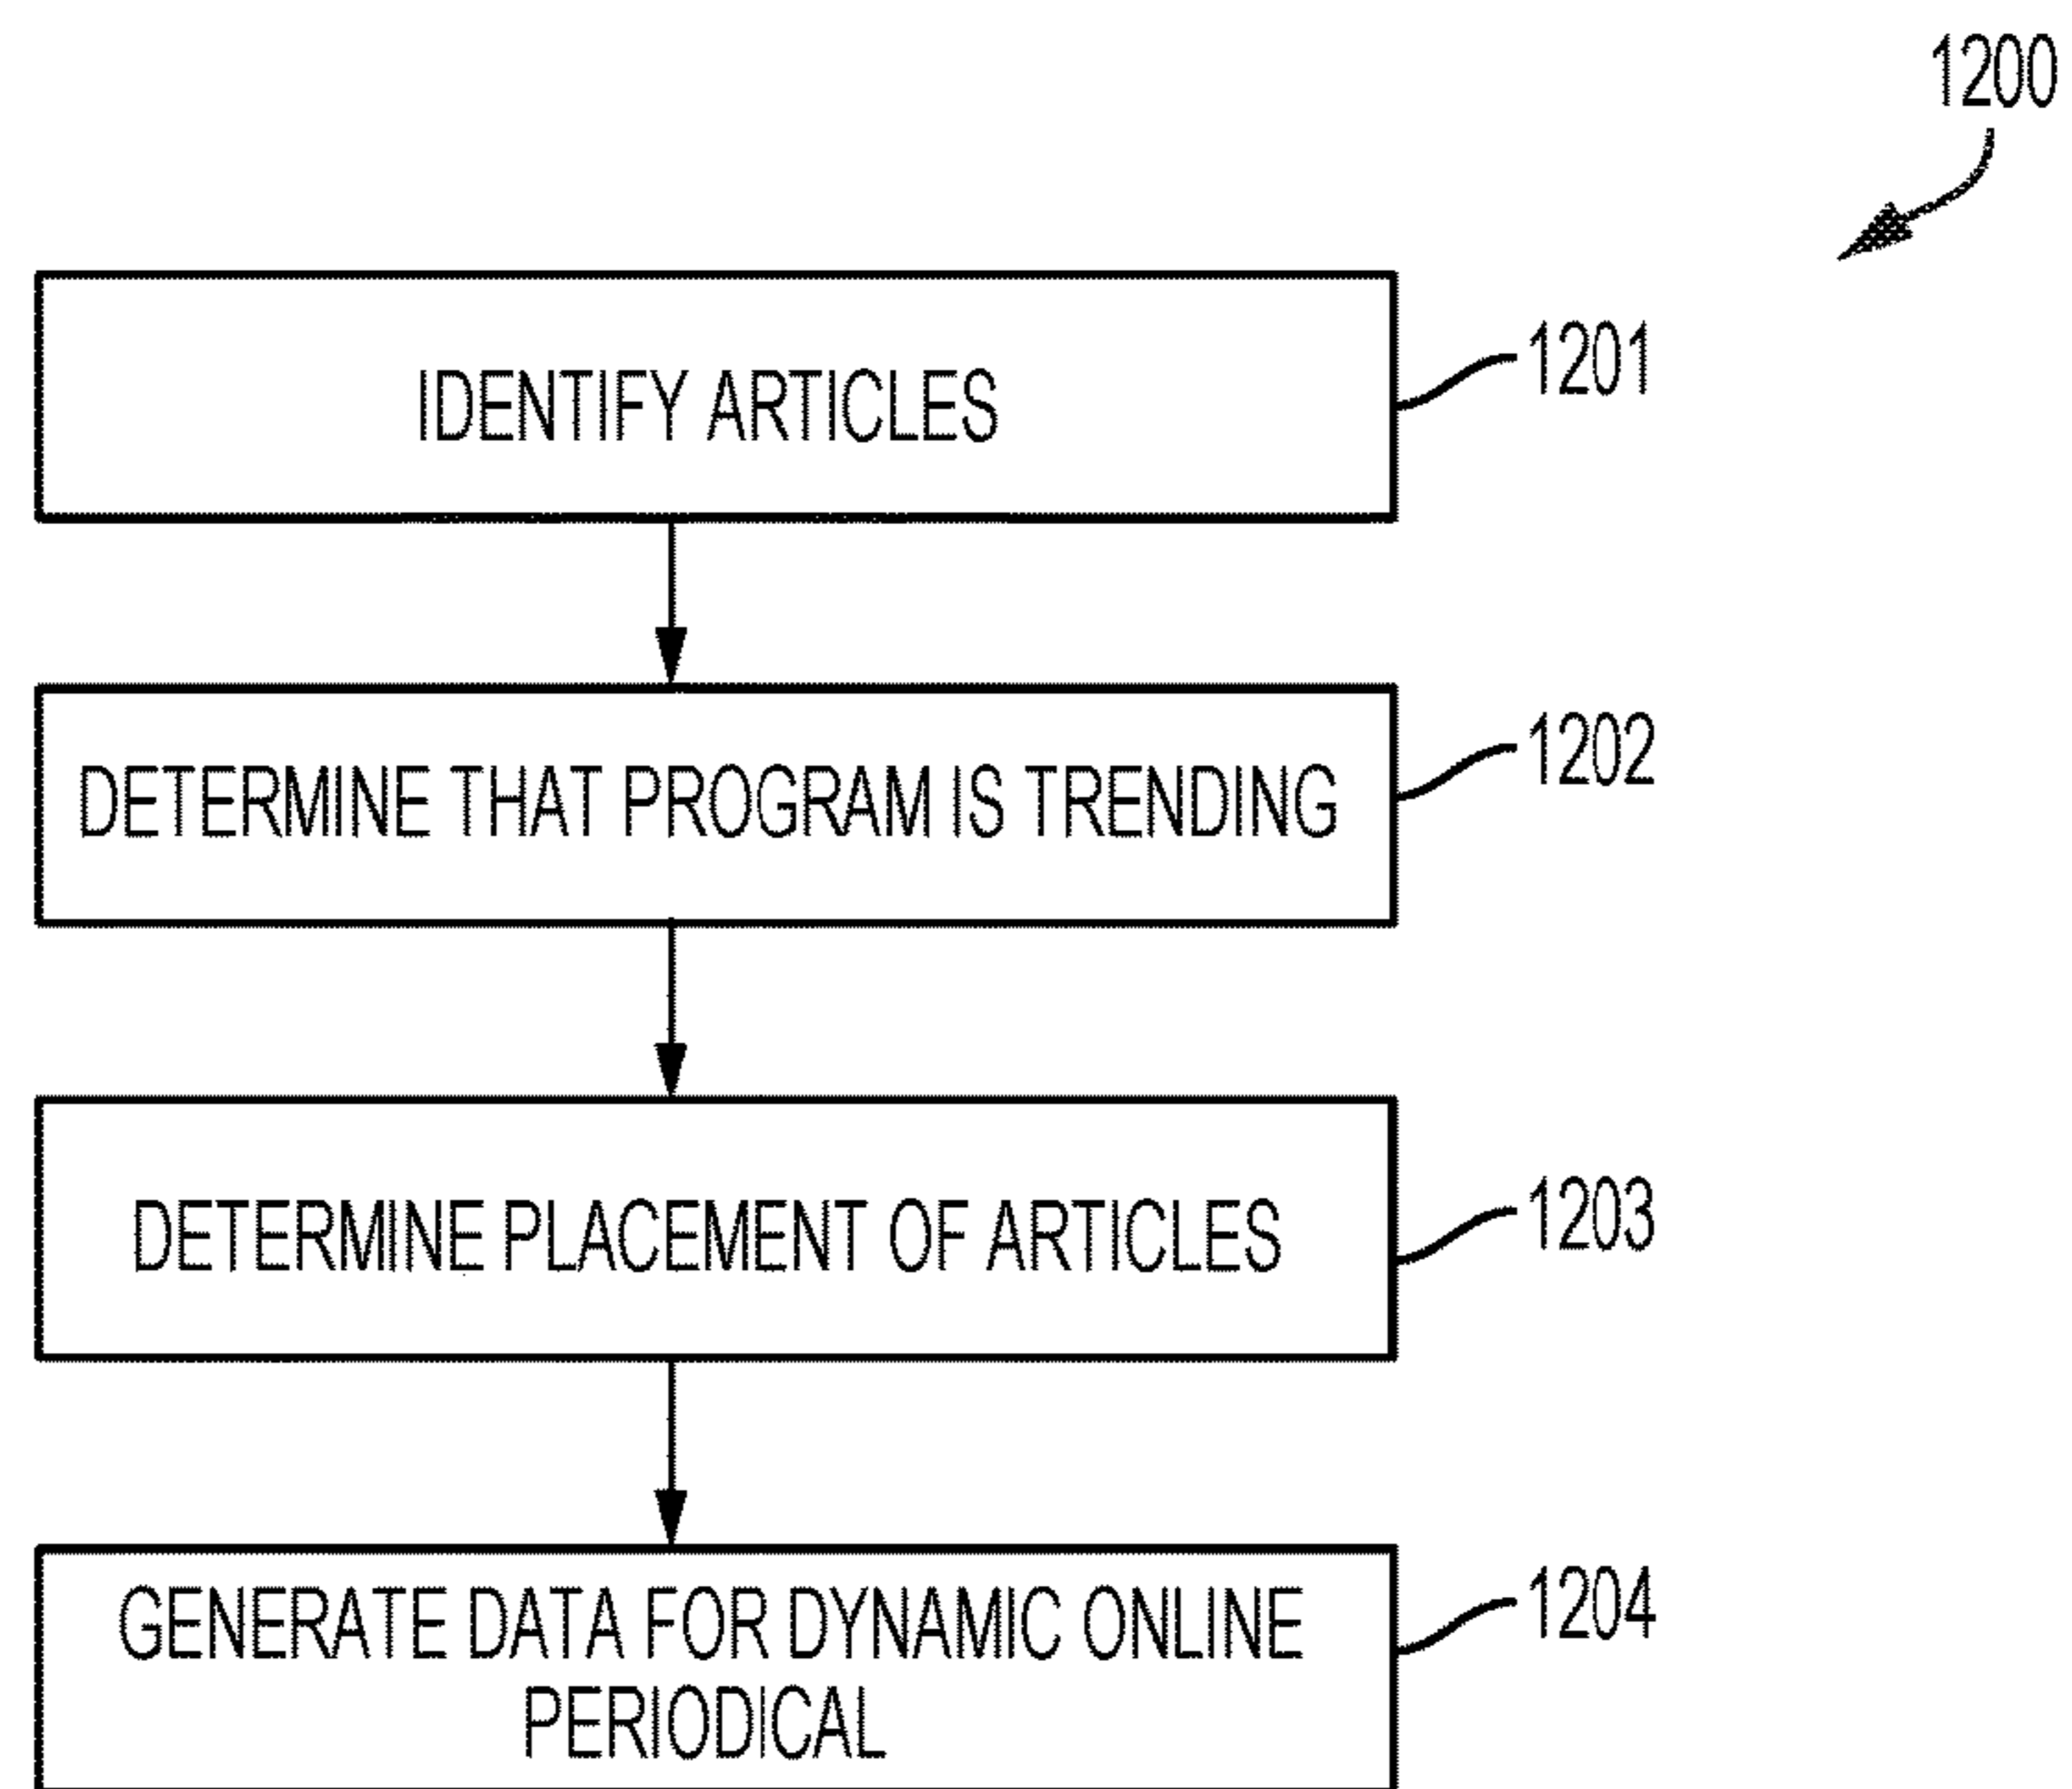 1200
IDENTIFY ARTICLES
1201
DETERMINE THAT PROGRAM IS TRENDING
1202
DETERMINE PLACEMENT OF ARTICLES
1203
GENERATE DATA FOR DYNAMIC ONLINE
PERIODICAL
1204